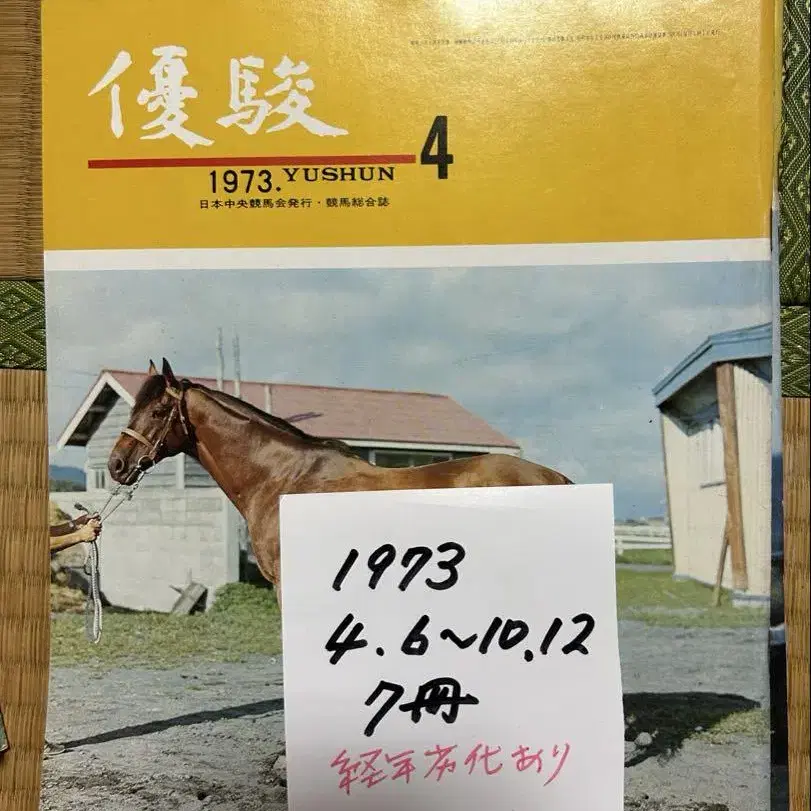 優駿
1973. YUSHUN 4
日本中央競馬会発行・競馬総合誌
1973
4.6~10.12
7冊
経年劣化あり